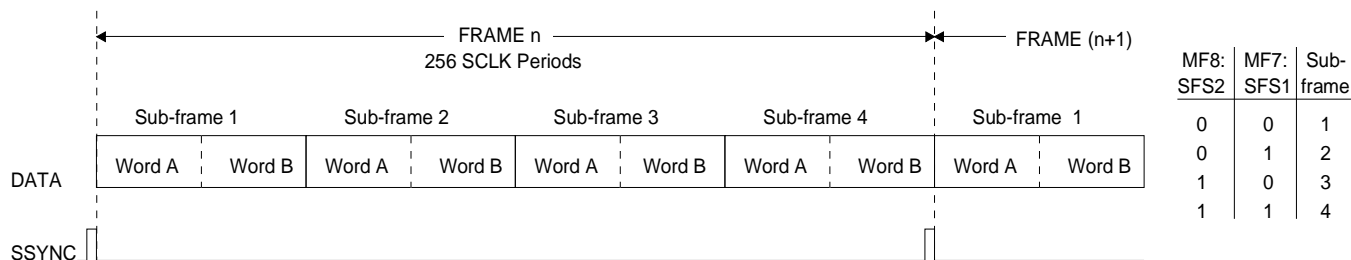 FRAME n
FRAME (n+1)
256 SCLK Periods
MF8: MF7: Sub-
SFS2 SFS1 frame
Sub-frame 1 Sub-frame 2 Sub-frame 3 Sub-frame 4 Sub-frame 1
0 0 1
DATA Word A Word B Word A Word B Word A Word B Word A Word B Word A Word B
0 1 2
1 0 3
1 1 4
SSYNC